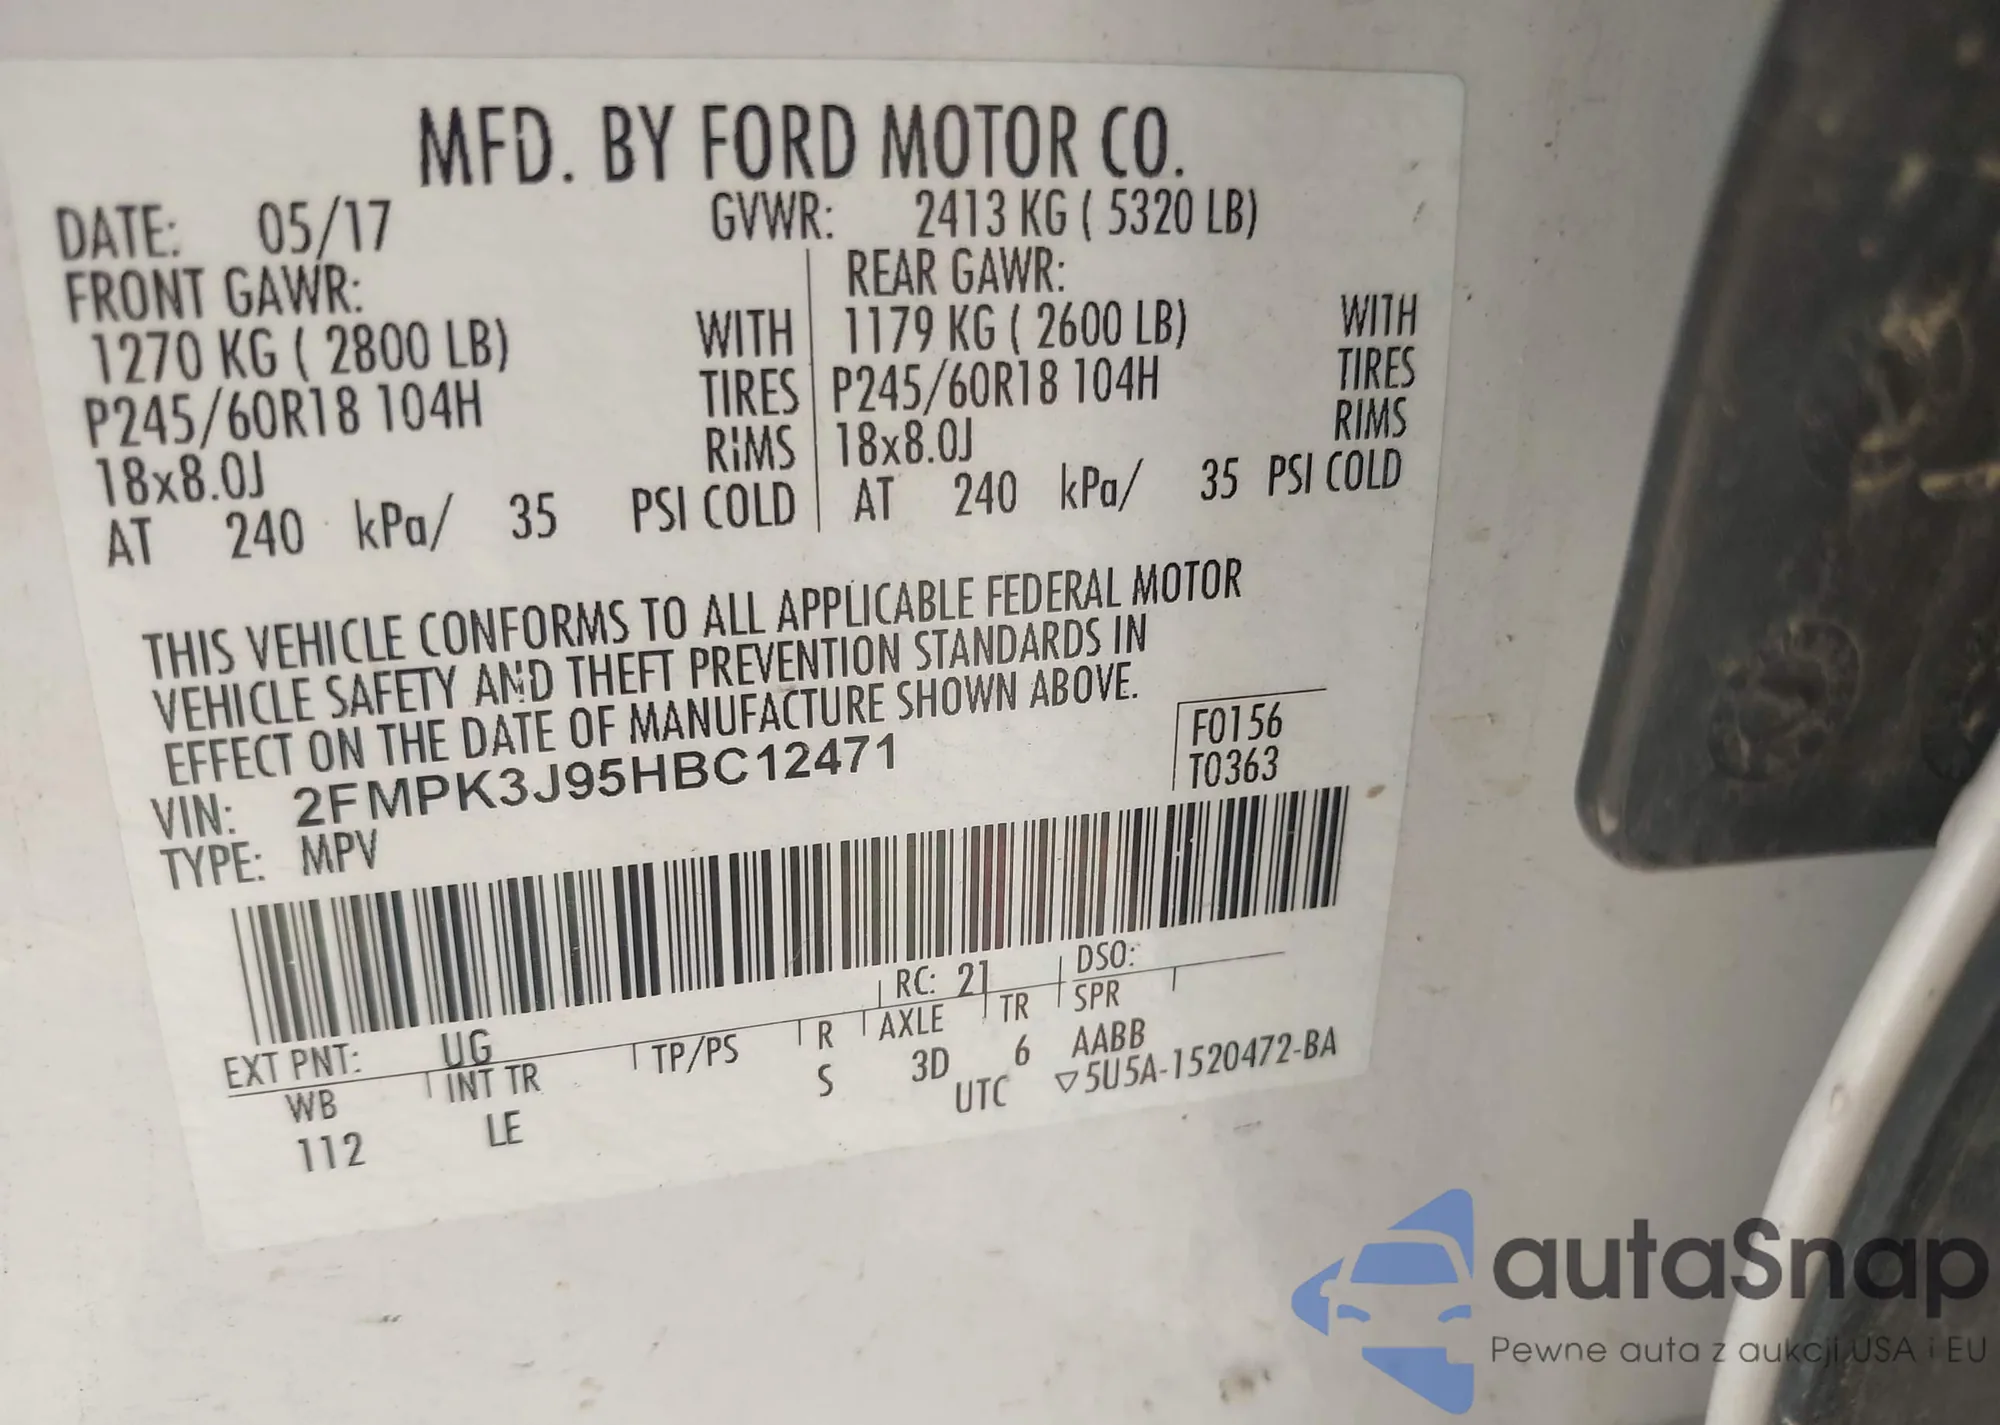 MFD. BY FORD MOTOR CO.
DATE: 05/17 GVWR: 2413 KG ( 5320 LB)
FRONT GAWR: REAR GAWR:
1270 KG ( 2800 LB) WITH 1179 KG ( 2600 LB) WITH
P245/60R18 104H TIRES P245/60R18 104H TIRES
18x8.0J RIMS 18x8.0J RIMS
AT 240 kPa/ 35 PSI COLD AT 240 kPa/ 35 PSI COLD
THIS VEHICLE CONFORMS TO ALL APPLICABLE FEDERAL MOTOR
VEHICLE SAFETY AND THEFT PREVENTION STANDARDS IN
EFFECT ON THE DATE OF MANUFACTURE SHOWN ABOVE.
VIN: 2FMPK3J95HBC12471 F0156
TYPE: MPV T0363
EXT PNT: UG RC: 21 DSO:
WB INT TR TP/PS R AXLE TR SPR
112 LE S 3D 6 AABB
UTC ▽5U5A-1520472-BA
autaSnap
Pewne auta z aukcji USA i EU